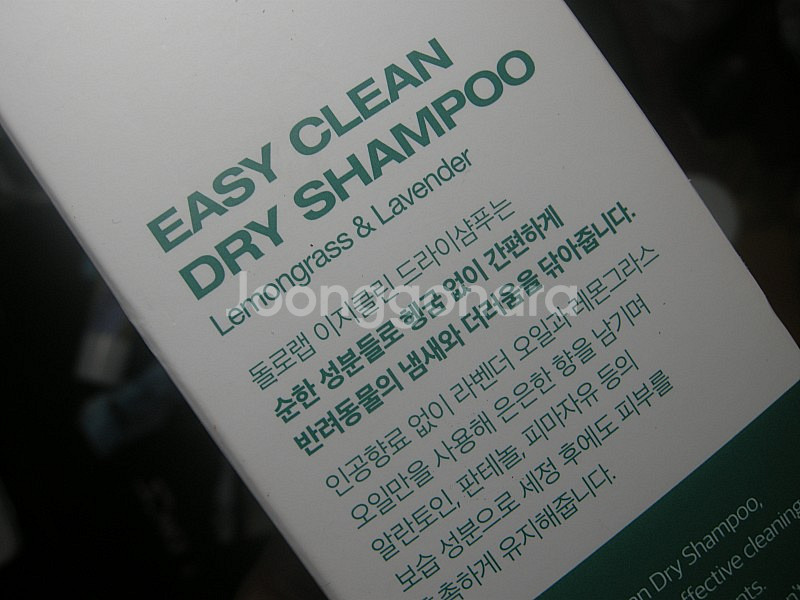 EASY CLEAN
DRY SHAMPOO
Lemongrass & Lavender
돌로랩 이지클린 드라이샴푸는
순한 성분들로 헹굼 없이 간편하게
반려동물의 냄새와 더러움을 닦아줍니다.
인공향료 없이 라벤더 오일과 레몬그라스
오일만을 사용해 은은한 향을 남기며
알란토인, 판테놀, 피마자유 등의
보습 성분으로 세정 후에도 피부를
촉촉하게 유지해줍니다.
loonggomura
Dry Shampoo,
effective cleaning